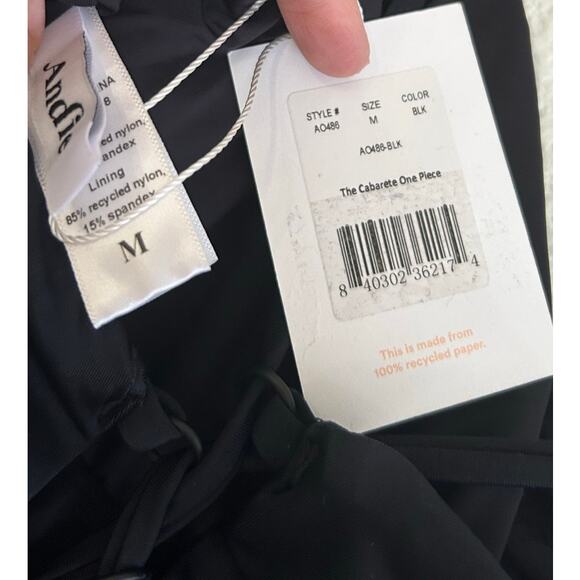 Andie
NA
8
ed nylon,
andex
Lining
85% recycled nylon,
15% spandex
M
STYLE # SIZE COLOR
AO486 M BLK
AO486-BLK
The Cabarete One Piece
8 40302 36217 4
This is made from
100% recycled paper.